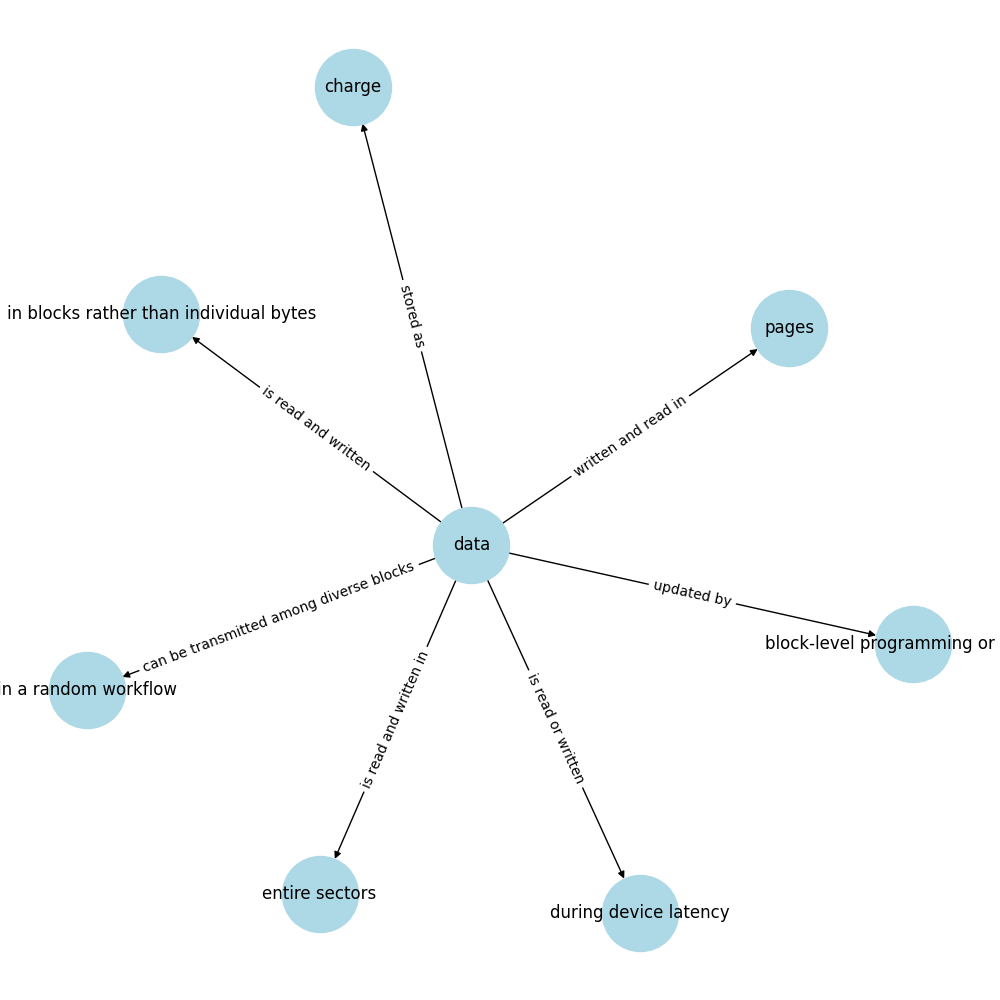 charge
stored as
in blocks rather than individual bytes
pages
is read and written
written and read in
data
can be transmitted among diverse blocks
updated by
block-level programming or
in a random workflow
is read and written in
is read or written
entire sectors
during device latency